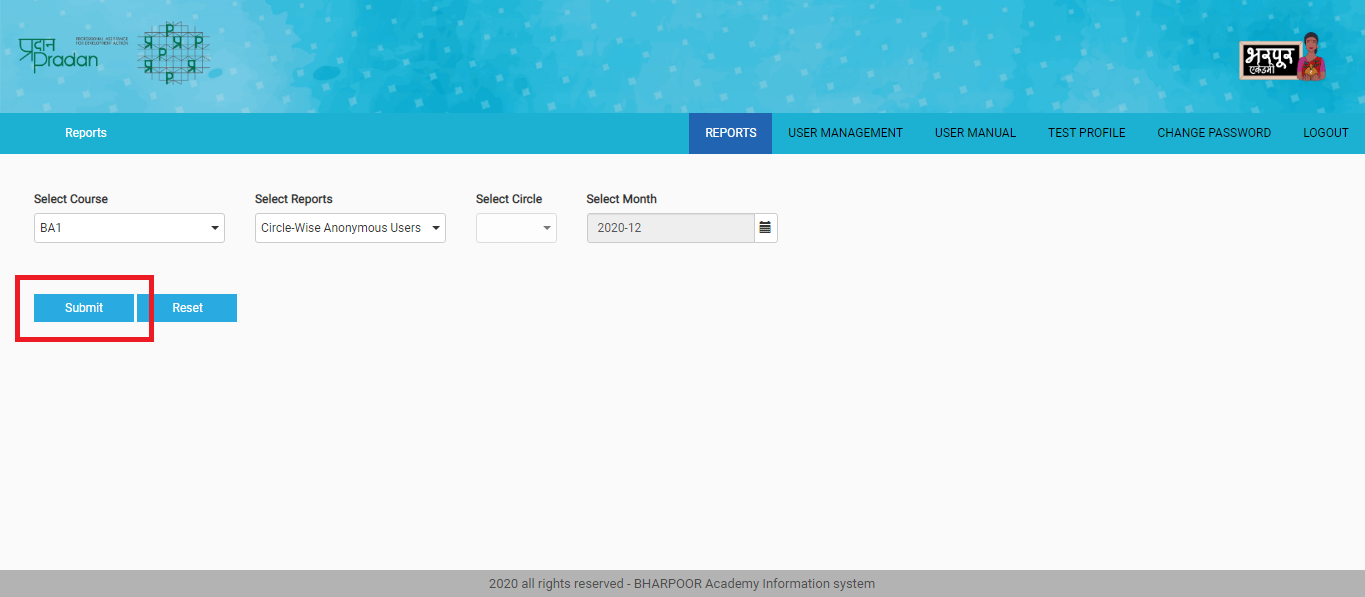 प्रदान
Pradan
PROFESSIONAL ASSISTANCE
FOR DEVELOPMENT ACTION
भरपूर
एकेडमी
Reports
REPORTS
USER MANAGEMENT
USER MANUAL
TEST PROFILE
CHANGE PASSWORD
LOGOUT
Select Course
Select Reports
Select Circle
Select Month
BA1
Circle-Wise Anonymous Users
2020-12
Submit
Reset
2020 all rights reserved - BHARPOOR Academy Information system